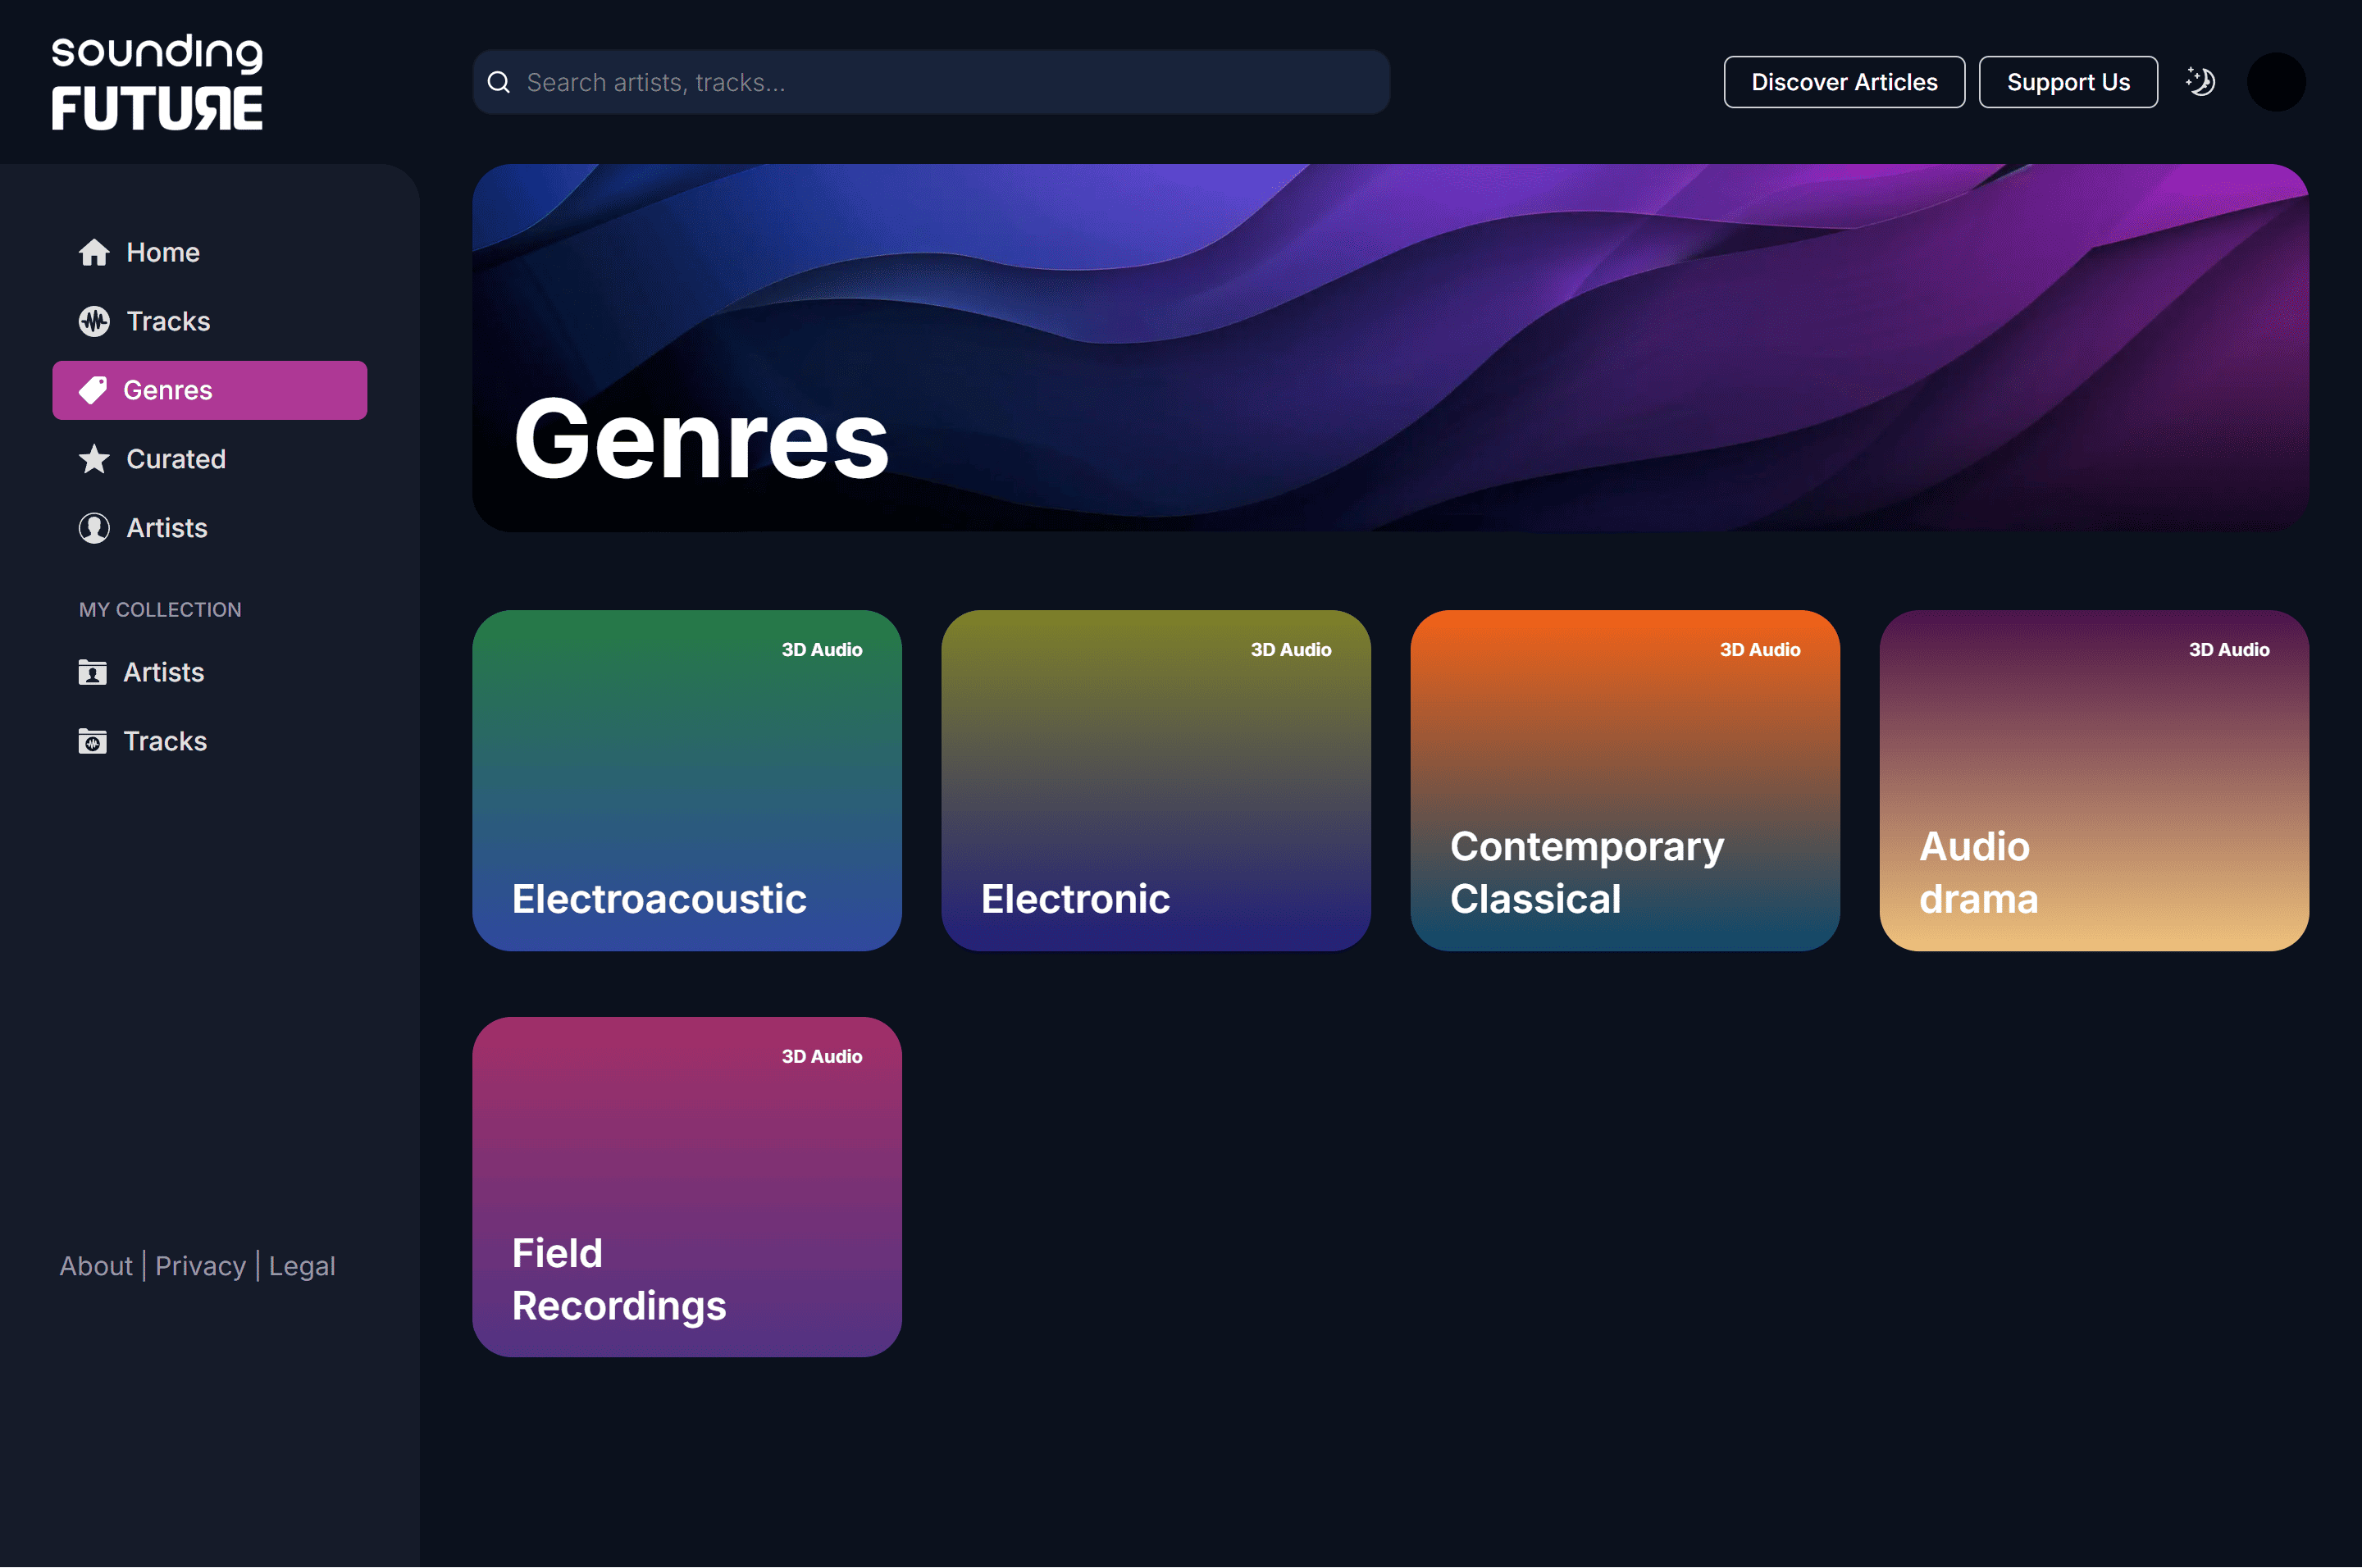 sounding
FUTURE
Search artists, tracks...
Discover Articles
Support Us
Home
Tracks
Genres
Curated
Artists
MY COLLECTION
Artists
Tracks
About | Privacy | Legal
Genres
3D Audio
Electroacoustic
3D Audio
Electronic
3D Audio
Contemporary
Classical
3D Audio
Audio
drama
3D Audio
Field
Recordings